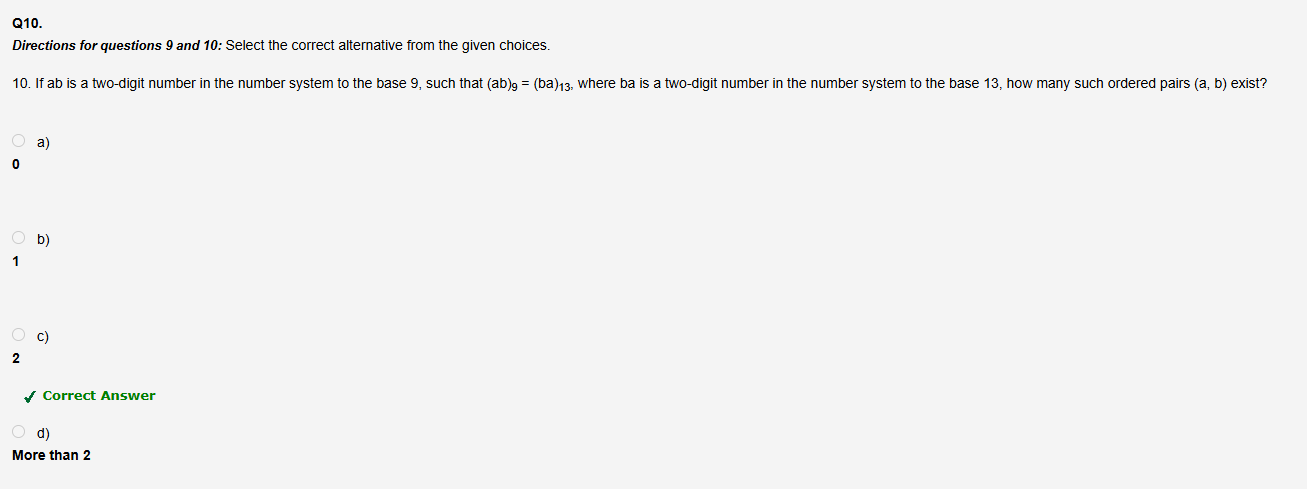 Q10.
Directions for questions 9 and 10: Select the correct alternative from the given choices.
10. If ab is a two-digit number in the number system to the base 9, such that (ab)₉ = (ba)₁₃, where ba is a two-digit number in the number system to the base 13, how many such ordered pairs (a, b) exist?
a)
0
b)
1
c)
2
✓ Correct Answer
d)
More than 2